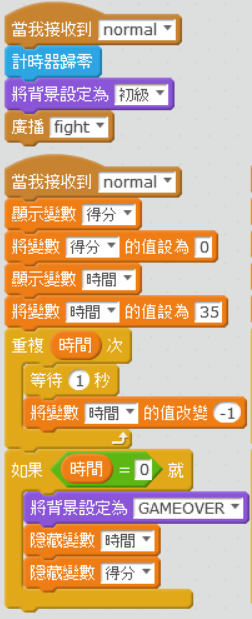 當我接收到 normal
計時器歸零
將背景設定為 初級
廣播 fight
當我接收到 normal
顯示變數 得分
將變數 得分 的值設為 0
顯示變數 時間
將變數 時間 的值設為 35
重複 時間 次
等待 1 秒
將變數 時間 的值改變 -1
如果 時間 = 0 就
將背景設定為 GAMEOVER
隱藏變數 時間
隱藏變數 得分